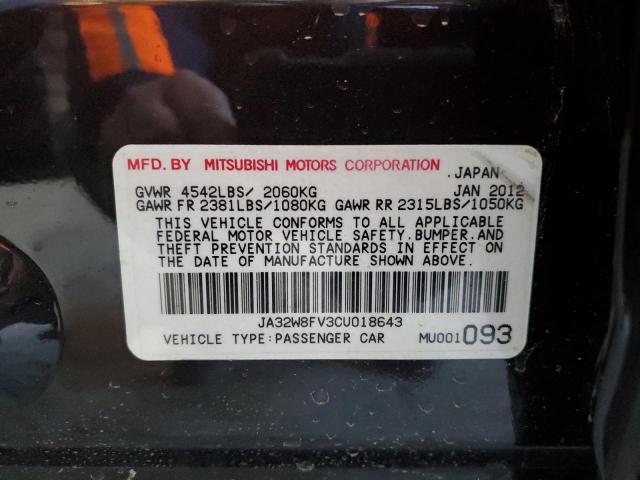 MFD. BY MITSUBISHI MOTORS CORPORATION
.JAPAN
GVWR 4542LBS/ 2060KG JAN 2012
GAWR FR 2381LBS/1080KG GAWR RR 2315LBS/1050KG
THIS VEHICLE CONFORMS TO ALL APPLICABLE
FEDERAL MOTOR VEHICLE SAFETY.BUMPER.AND
THEFT PREVENTION STANDARDS IN EFFECT ON
THE DATE OF MANUFACTURE SHOWN ABOVE.
JA32W8FV3CU018643
VEHICLE TYPE:PASSENGER CAR MU001093